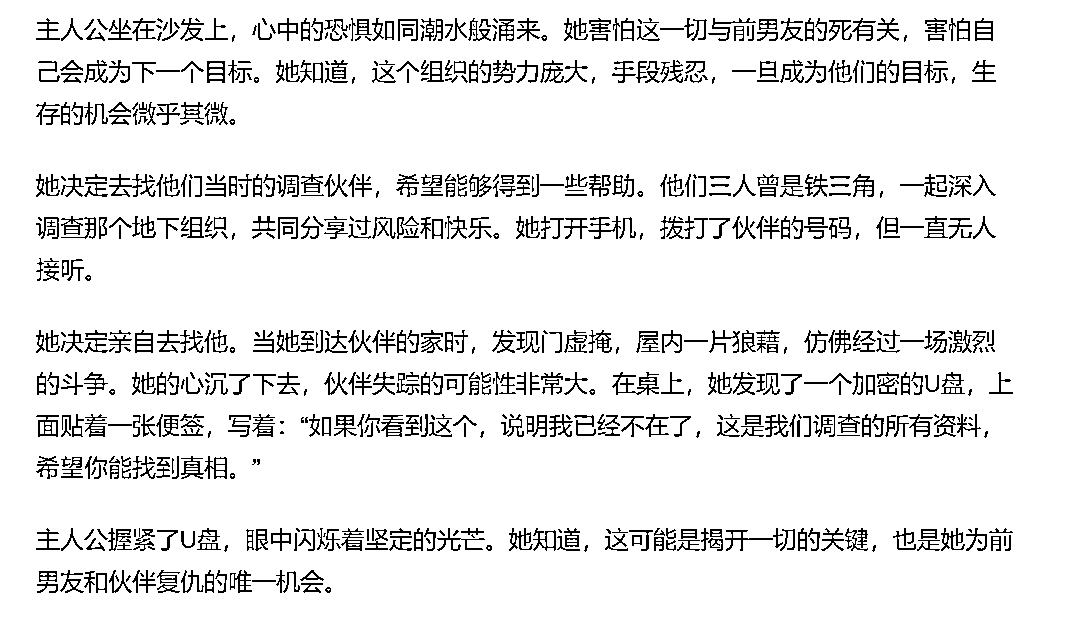 主人公坐在沙发上，心中的恐惧如同潮水般涌来。她害怕这一切与前男友的死有关，害怕自
己会成为下一个目标。她知道，这个组织的势力庞大，手段残忍，一旦成为他们的目标，生
存的机会微乎其微。
她决定去找他们当时的调查伙伴，希望能够得到一些帮助。他们三人曾是铁三角，一起深入
调查那个地下组织，共同分享过风险和快乐。她打开手机，拨打了伙伴的号码，但一直无人
接听。
她决定亲自去找他。当她到达伙伴的家时，发现门虚掩，屋内一片狼藉，仿佛经过一场激烈
的斗争。她的心沉了下去，伙伴失踪的可能性非常大。在桌上，她发现了一个加密的U盘，上
面贴着一张便签，写着：“如果你看到这个，说明我已经不在了，这是我们调查的所有资料，
希望你能找到真相。”
主人公握紧了U盘，眼中闪烁着坚定的光芒。她知道，这可能是揭开一切的关键，也是她为前
男友和伙伴复仇的唯一机会。